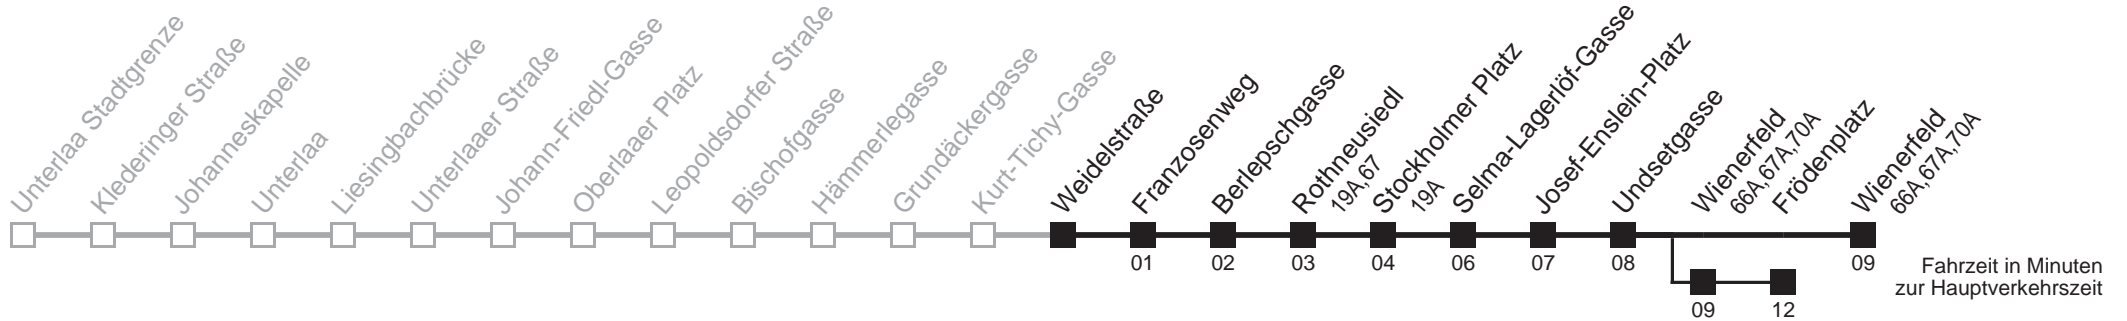 Unterlaa Stadtgrenze
Klederinger Straße
Johanneskapelle
Unterlaa
Liesingbachbrücke
Unterlaaer Straße
Johann-Friedl-Gasse
Oberlaaer Platz
Leopoldsdorfer Straße
Bischofgasse
Hämmerlegasse
Grundäckergasse
Kurt-Tichy-Gasse
Weidelstraße
Franzosenweg
Berlepschgasse
Rothneusiedl
19A,67
Stockholmer Platz
19A
Selma-Lagerlöf-Gasse
Josef-Enslein-Platz
Undsetgasse
Wienerfeld
66A,67A,70A
Frödenplatz
Wienerfeld
66A,67A,70A
01 02 03 04 06 07 08 09
Fahrzeit in Minuten
zur Hauptverkehrszeit
09 12